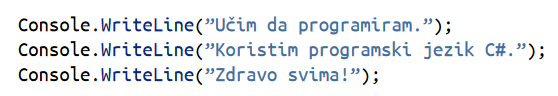 Console.WriteLine(”Učim da programiram.”);
Console.WriteLine(”Koristim programski jezik C#.”);
Console.WriteLine(”Zdravo svima!”);